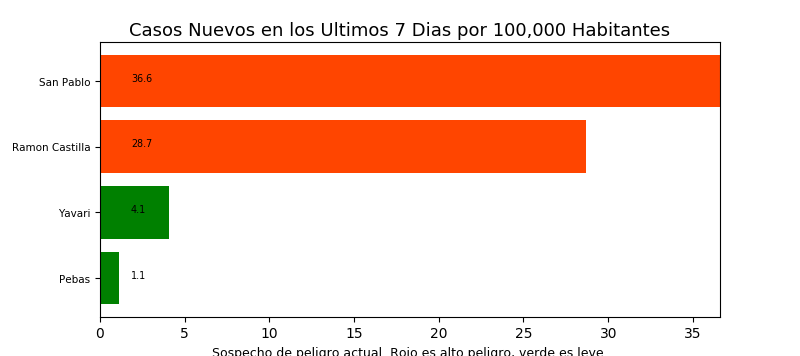 Casos Nuevos en los Ultimos 7 Dias por 100,000 Habitantes
San Pablo 36.6
Ramon Castilla 28.7
Yavari 4.1
Pebas 1.1
0 5 10 15 20 25 30 35
Sospecho de peligro actual. Rojo es alto peligro, verde es leve